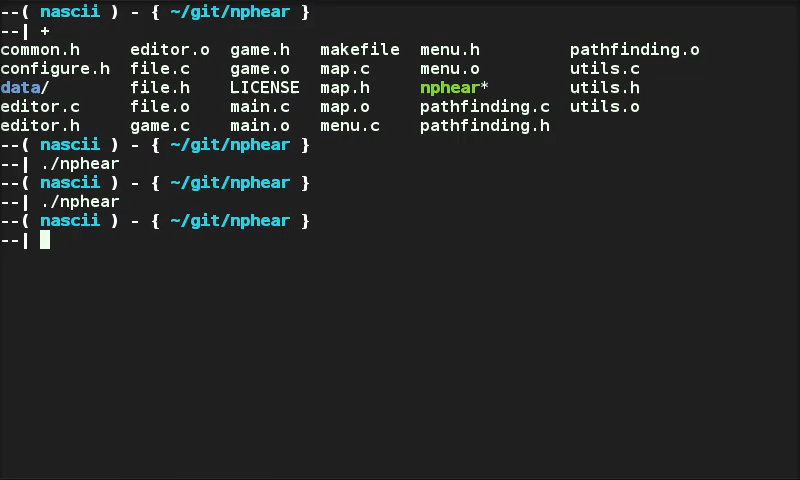 --( nascii ) - { ~/git/nphear }
--| +
common.h editor.o game.h makefile menu.h pathfinding.o
configure.h file.c game.o map.c menu.o utils.c
data/ file.h LICENSE map.h nphear* utils.h
editor.c file.o main.c map.o pathfinding.c utils.o
editor.h game.c main.o menu.c pathfinding.h
--( nascii ) - { ~/git/nphear }
--| ./nphear
--( nascii ) - { ~/git/nphear }
--| ./nphear
--( nascii ) - { ~/git/nphear }
--|